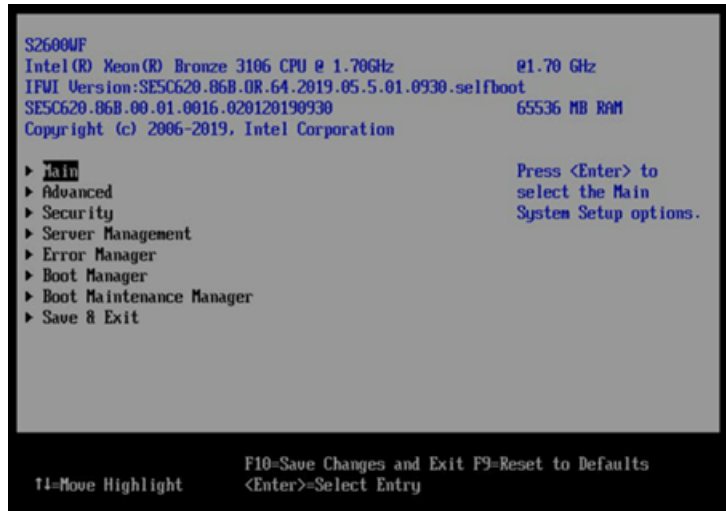 S2600WF
Intel(R) Xeon(R) Bronze 3106 CPU @ 1.70GHz @1.70 GHz
IFWI Version:SE5C620.86B.OR.64.2019.05.5.01.0930.selfboot
SE5C620.86B.00.01.0016.020120190930 65536 MB RAM
Copyright (c) 2006-2019, Intel Corporation
Main
Advanced
Security
Server Management
Error Manager
Boot Manager
Boot Maintenance Manager
Save & Exit
Press <Enter> to
select the Main
System Setup options.
F10=Save Changes and Exit F9=Reset to Defaults
↑↓=Move Highlight <Enter>=Select Entry